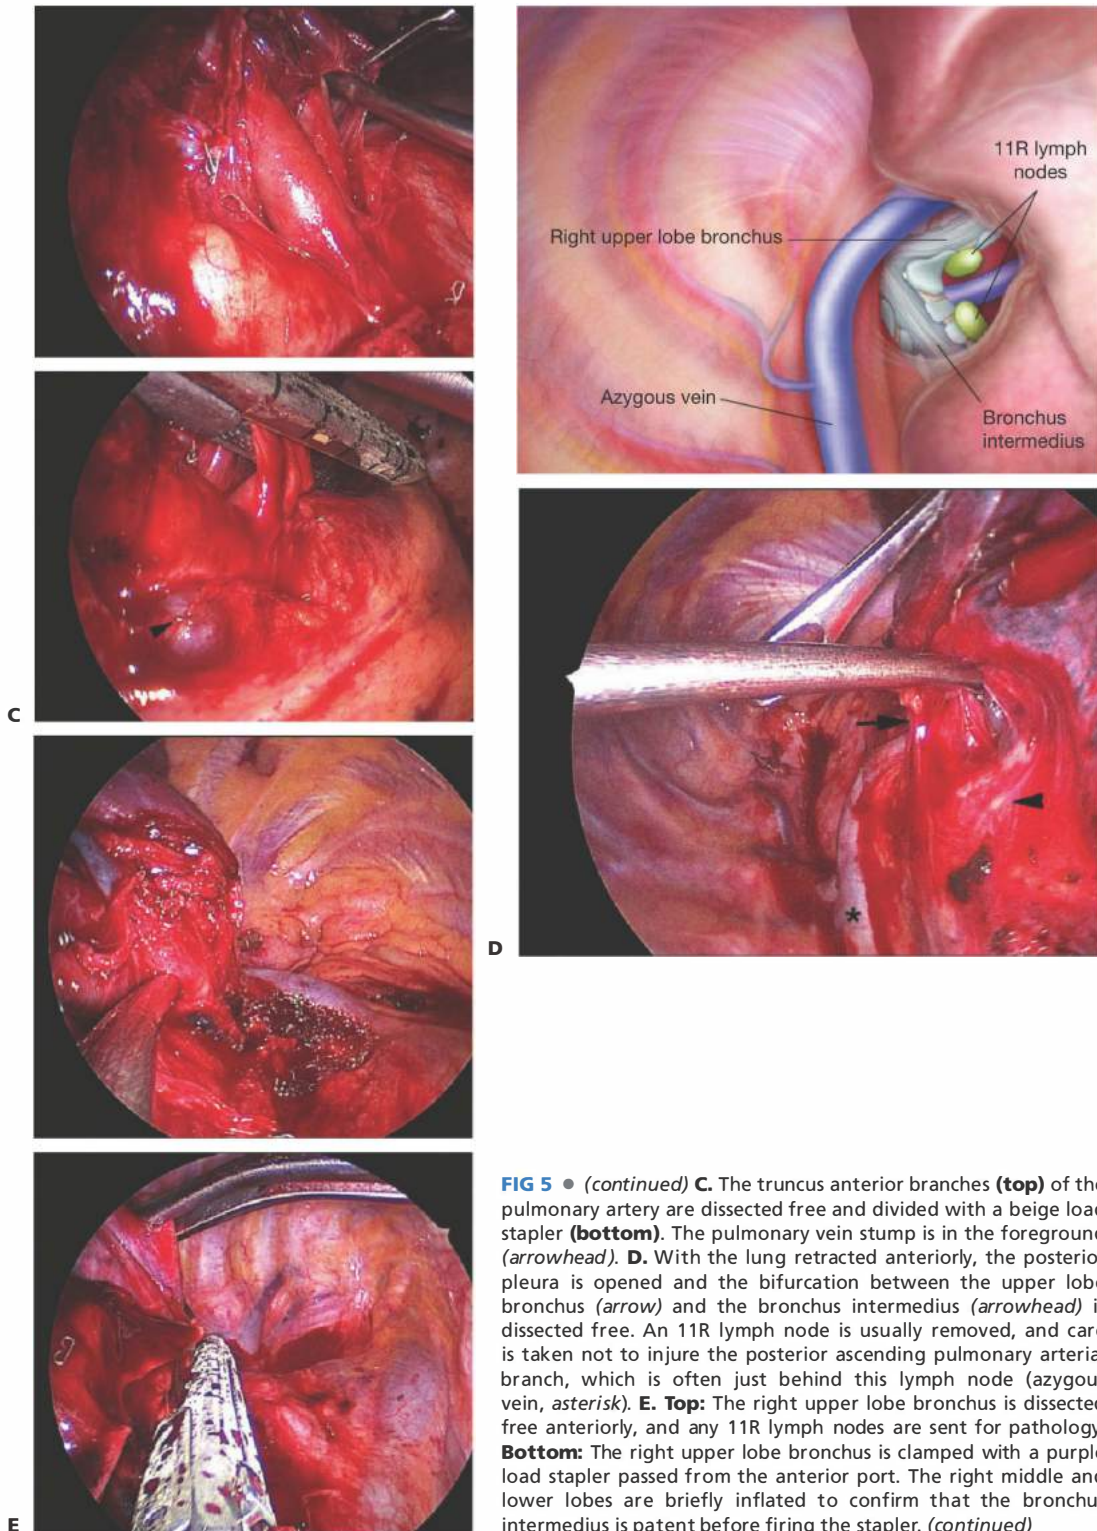 11R lymph
nodes
Right upper lobe bronchus
Azygous vein
Bronchus
intermedius
C
D
E
FIG 5 • (continued) C. The truncus anterior branches (top) of the
pulmonary artery are dissected free and divided with a beige load
stapler (bottom). The pulmonary vein stump is in the foreground
(arrowhead). D. With the lung retracted anteriorly, the posterio
pleura is opened and the bifurcation between the upper lobe
bronchus (arrow) and the bronchus intermedius (arrowhead) i
dissected free. An 11R lymph node is usually removed, and car
is taken not to injure the posterior ascending pulmonary arteria
branch, which is often just behind this lymph node (azygou
vein, asterisk). E. Top: The right upper lobe bronchus is dissected
free anteriorly, and any 11R lymph nodes are sent for pathology
Bottom: The right upper lobe bronchus is clamped with a purple
load stapler passed from the anterior port. The right middle and
lower lobes are briefly inflated to confirm that the bronchu
intermedius is patent before firing the stapler. (continued)